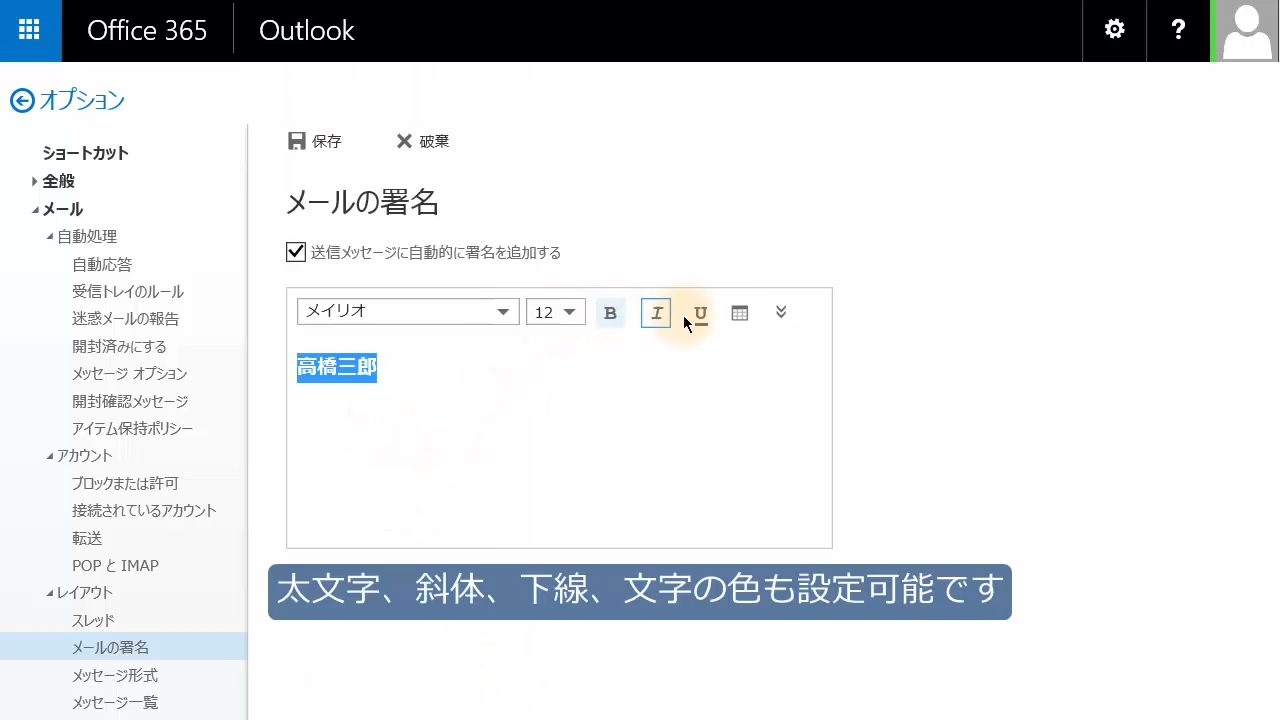 Office 365 Outlook ?
オプション
ショートカット
全般
メール
自動処理
自動応答
受信トレイのルール
迷惑メールの報告
開封済みにする
メッセージ オプション
開封確認メッセージ
アイテム保持ポリシー
アカウント
ブロックまたは許可
接続されているアカウント
転送
POP と IMAP
レイアウト
スレッド
メールの署名
メッセージ形式
メッセージ一覧
保存 破棄
メールの署名
送信メッセージに自動的に署名を追加する
メイリオ 12 B I U
高橋三郎
太文字、斜体、下線、文字の色も設定可能です